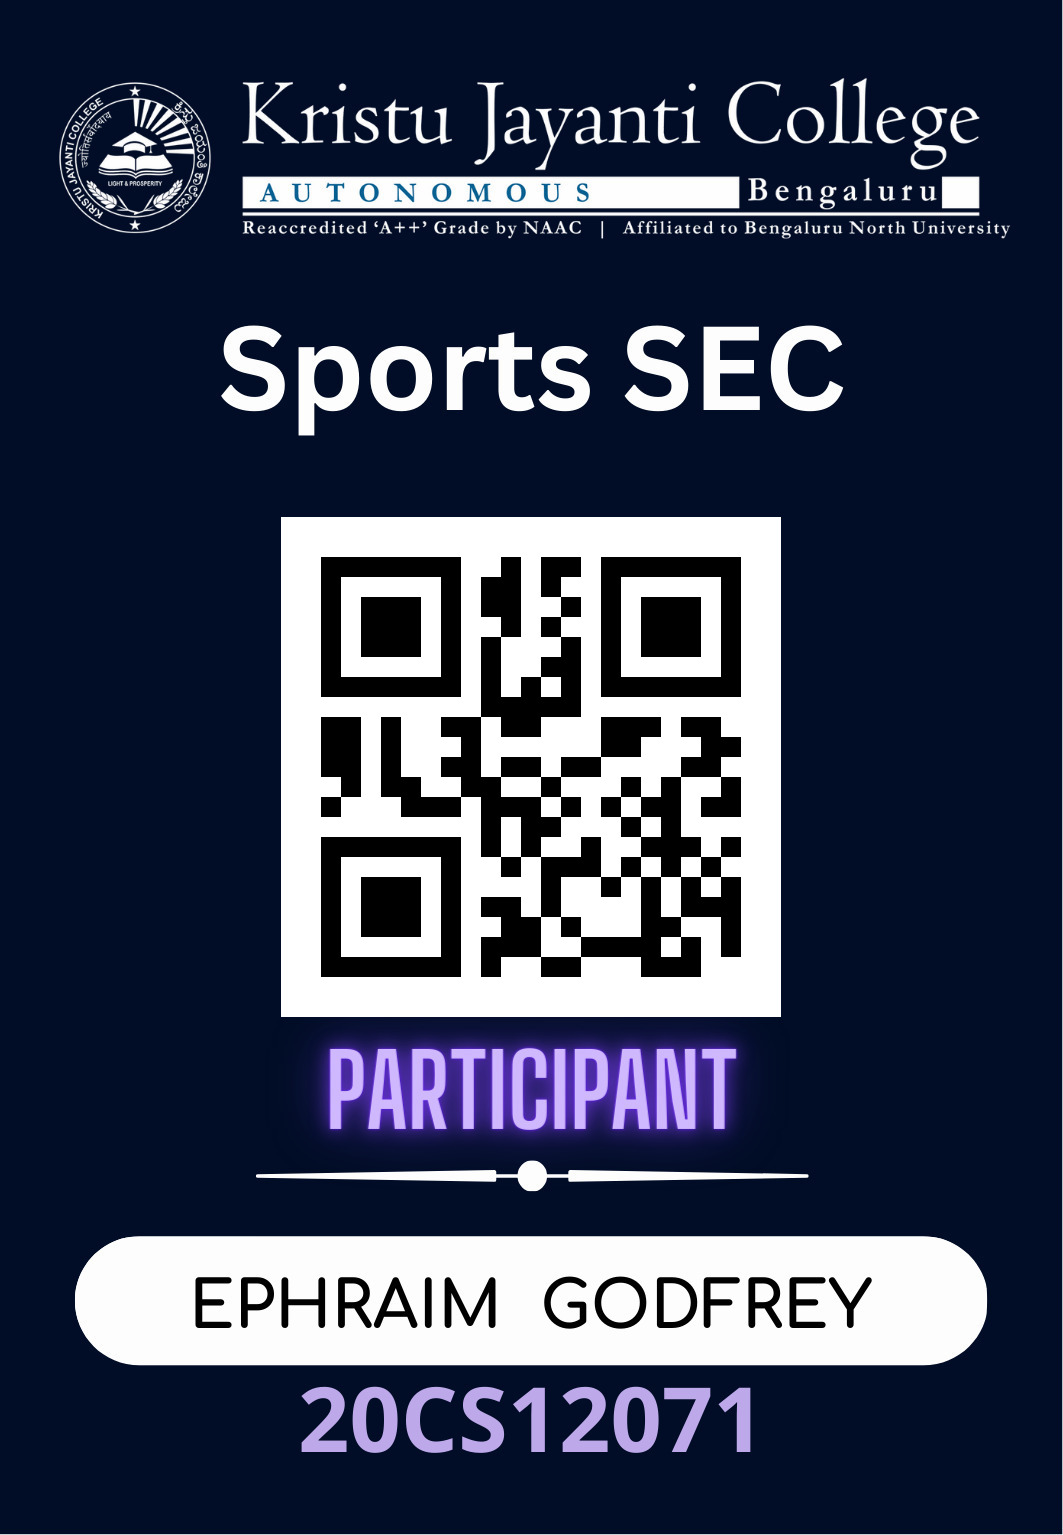 Kristu Jayanti College
AUTONOMOUS Bengaluru
Reaccredited ‘A++’ Grade by NAAC | Affiliated to Bengaluru North University
KRISTU JAYANTI COLLEGE
LIGHT & PROSPERITY
Sports SEC
PARTICIPANT
EPHRAIM GODFREY
20CS12071